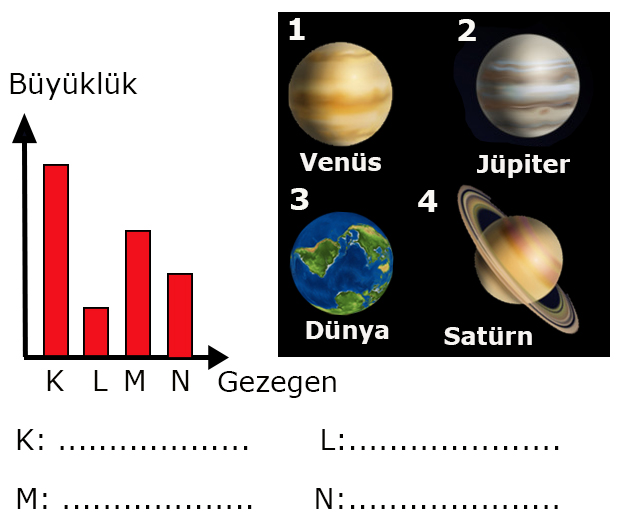 Büyüklük
K L M N Gezegen
1
Venüs
2
Jüpiter
3
Dünya
4
Satürn
K: ...................
L:.....................
M: ...................
N:.....................